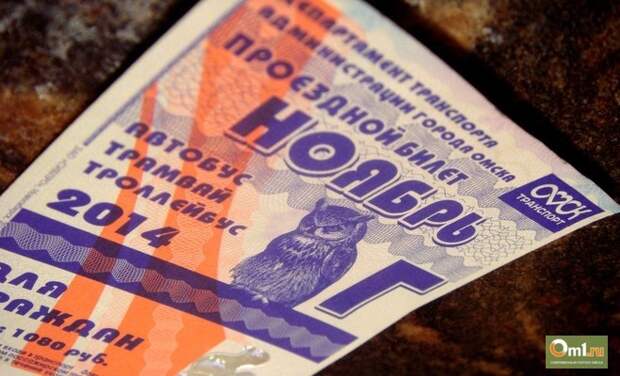 ДЕПАРТАМЕНТ ТРАНСПОРТА
АДМИНИСТРАЦИИ ГОРОДА ОМСКА
ПРОЕЗДНОЙ БИЛЕТ
НОЯБРЬ
АВТОБУС
ТРАМВАЙ
ТРОЛЛЕЙБУС
2014
ОМСК
ТРАНСПОРТ
Г
ДЛЯ
ГРАЖДАН
1080 РУБ.
Om1.ru